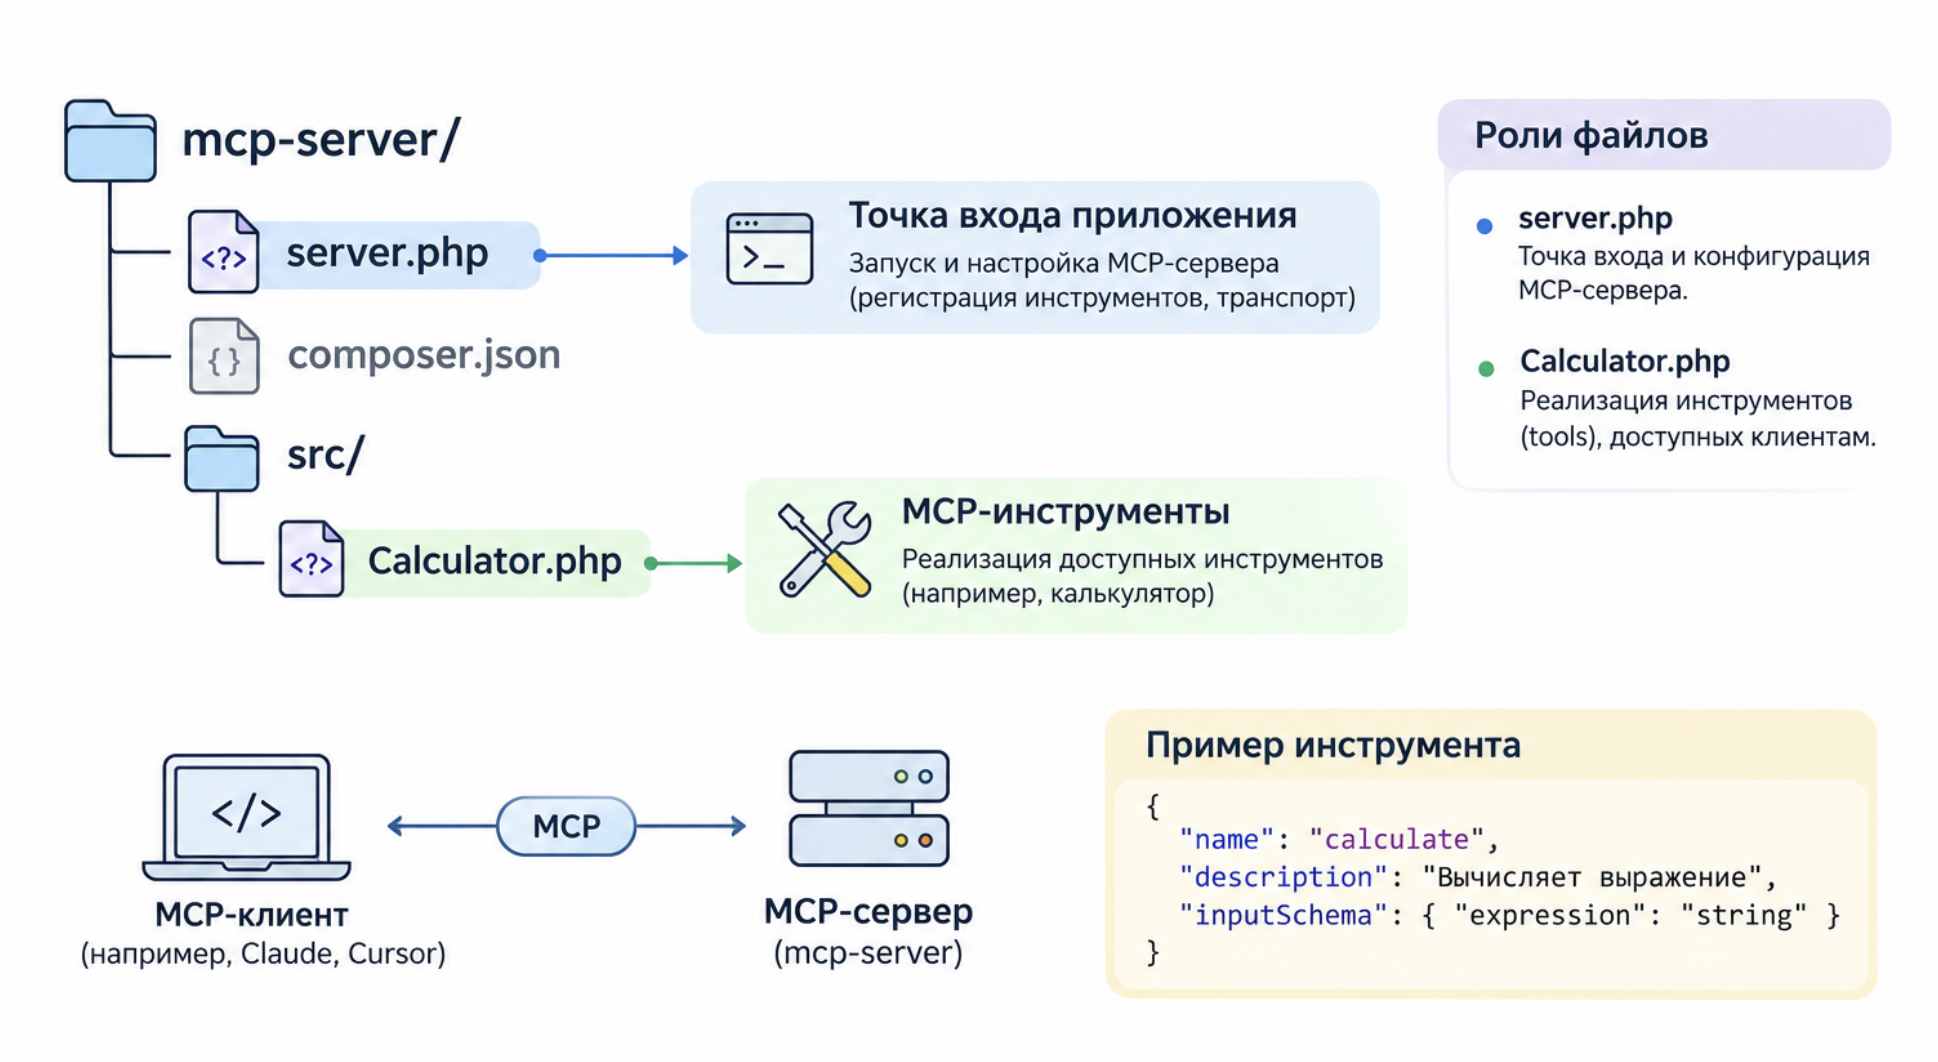 mcp-server/
<?> server.php
Точка входа приложения
>_
Запуск и настройка MCP-сервера
(регистрация инструментов, транспорт)
{ } composer.json
src/
<?> Calculator.php
MCP-инструменты
Реализация доступных инструментов
(например, калькулятор)
Роли файлов
server.php
Точка входа и конфигурация
MCP-сервера.
Calculator.php
Реализация инструментов
(tools), доступных клиентам.
</>
MCP
MCP-клиент
(например, Claude, Cursor)
MCP-сервер
(mcp-server)
Пример инструмента
{
"name": "calculate",
"description": "Вычисляет выражение",
"inputSchema": { "expression": "string" }
}